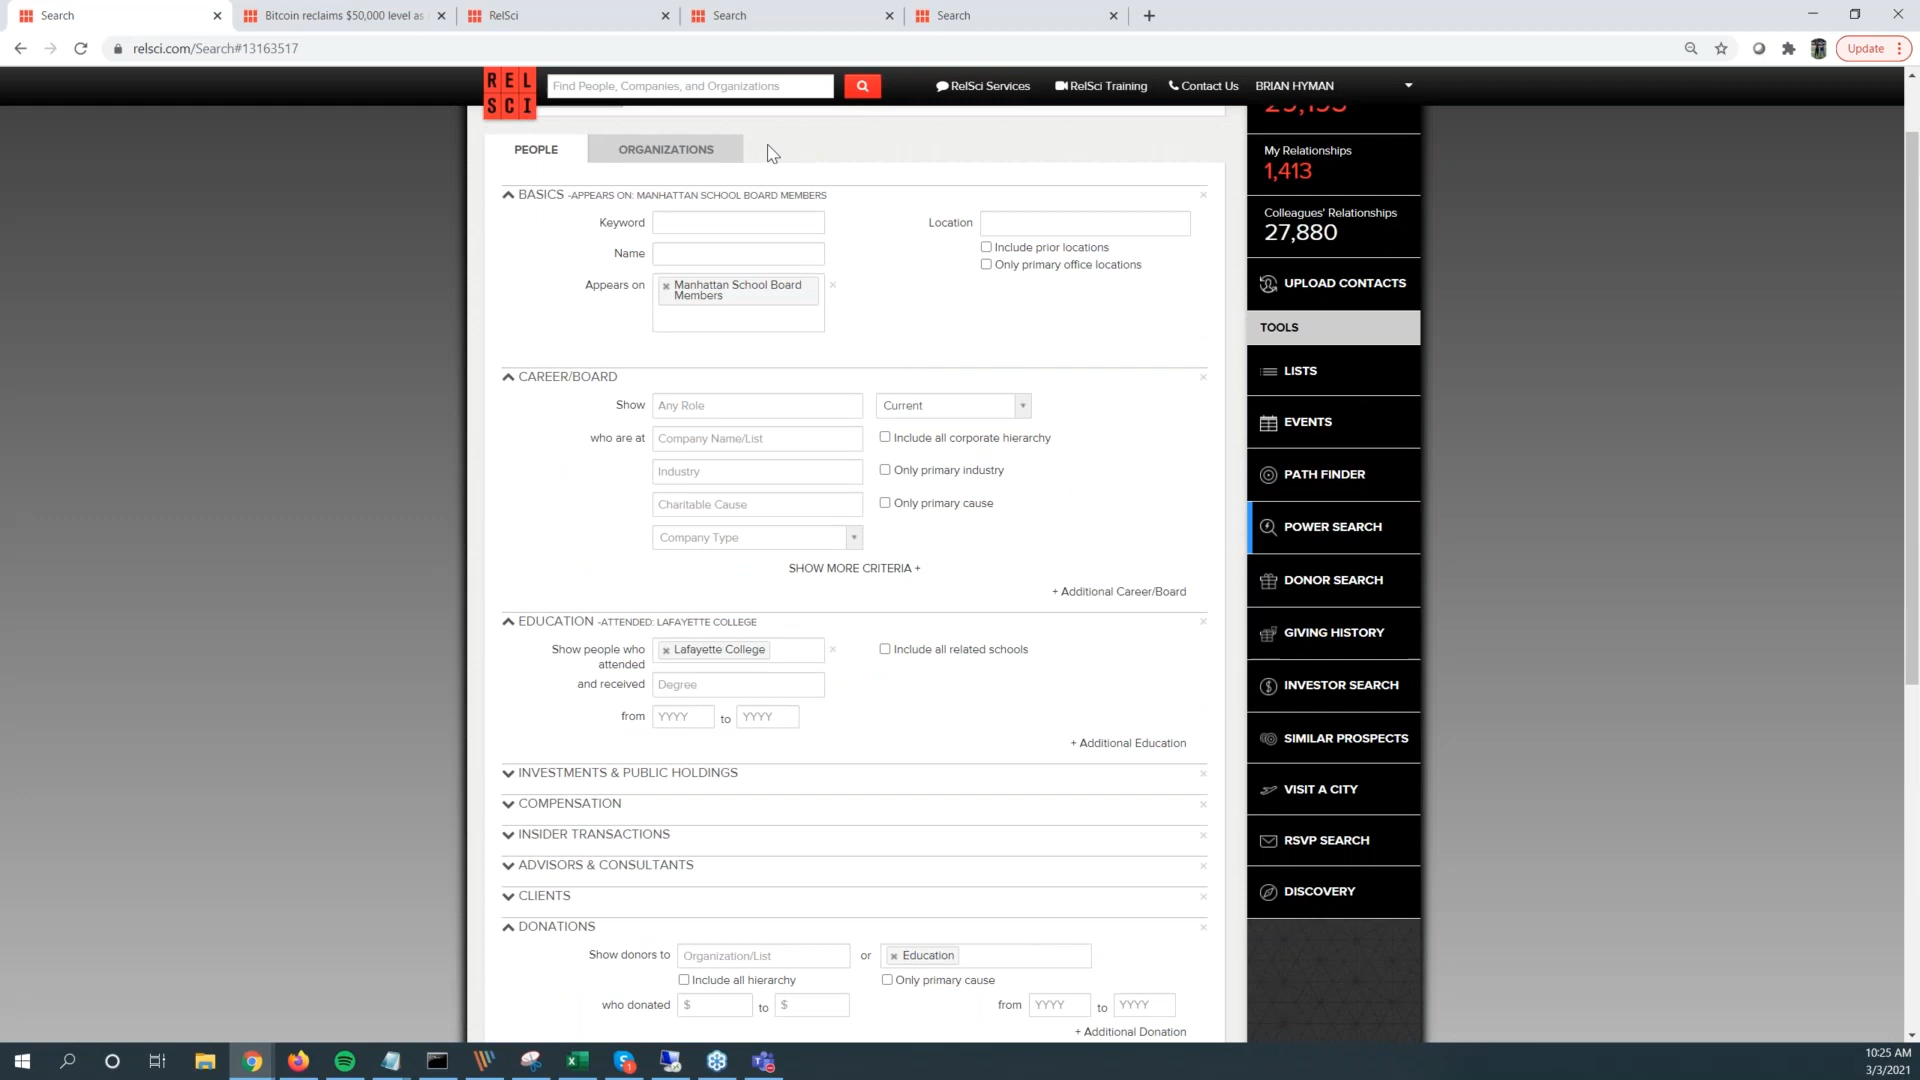 Search
Bitcoin reclaims $50,000 level as
RelSci
Search
Search
relsci.com/Search#13163517
Update
REL
SCI
Find People, Companies, and Organizations
RelSci Services
RelSci Training
Contact Us
BRIAN HYMAN
PEOPLE
ORGANIZATIONS
My Relationships
1,413
Colleagues' Relationships
27,880
UPLOAD CONTACTS
TOOLS
LISTS
EVENTS
PATH FINDER
POWER SEARCH
DONOR SEARCH
GIVING HISTORY
INVESTOR SEARCH
SIMILAR PROSPECTS
VISIT A CITY
RSVP SEARCH
DISCOVERY
BASICS -APPEARS ON: MANHATTAN SCHOOL BOARD MEMBERS
Keyword
Location
Include prior locations
Only primary office locations
Name
Appears on
Manhattan School Board
Members
CAREER/BOARD
Show Any Role Current
who are at Company Name/List Include all corporate hierarchy
Industry Only primary industry
Charitable Cause Only primary cause
Company Type
SHOW MORE CRITERIA +
+ Additional Career/Board
EDUCATION -ATTENDED: LAFAYETTE COLLEGE
Show people who
attended
Lafayette College
Include all related schools
and received Degree
from YYYY to YYYY
+ Additional Education
INVESTMENTS & PUBLIC HOLDINGS
COMPENSATION
INSIDER TRANSACTIONS
ADVISORS & CONSULTANTS
CLIENTS
DONATIONS
Show donors to Organization/List or Education
Include all hierarchy Only primary cause
who donated $ to $ from YYYY to YYYY
+ Additional Donation
10:25 AM
3/3/2021